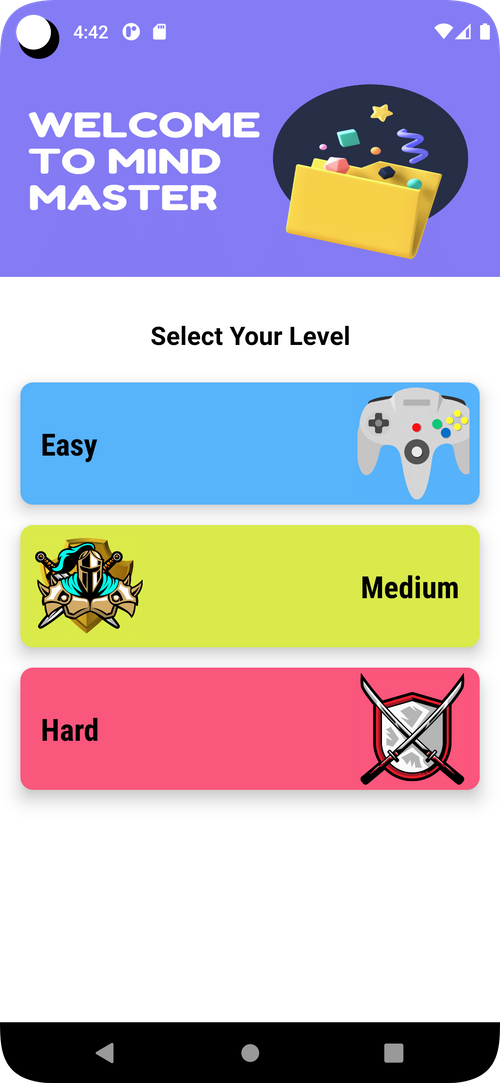 4:42
WELCOME
TO MIND
MASTER
Select Your Level
Easy
Medium
Hard